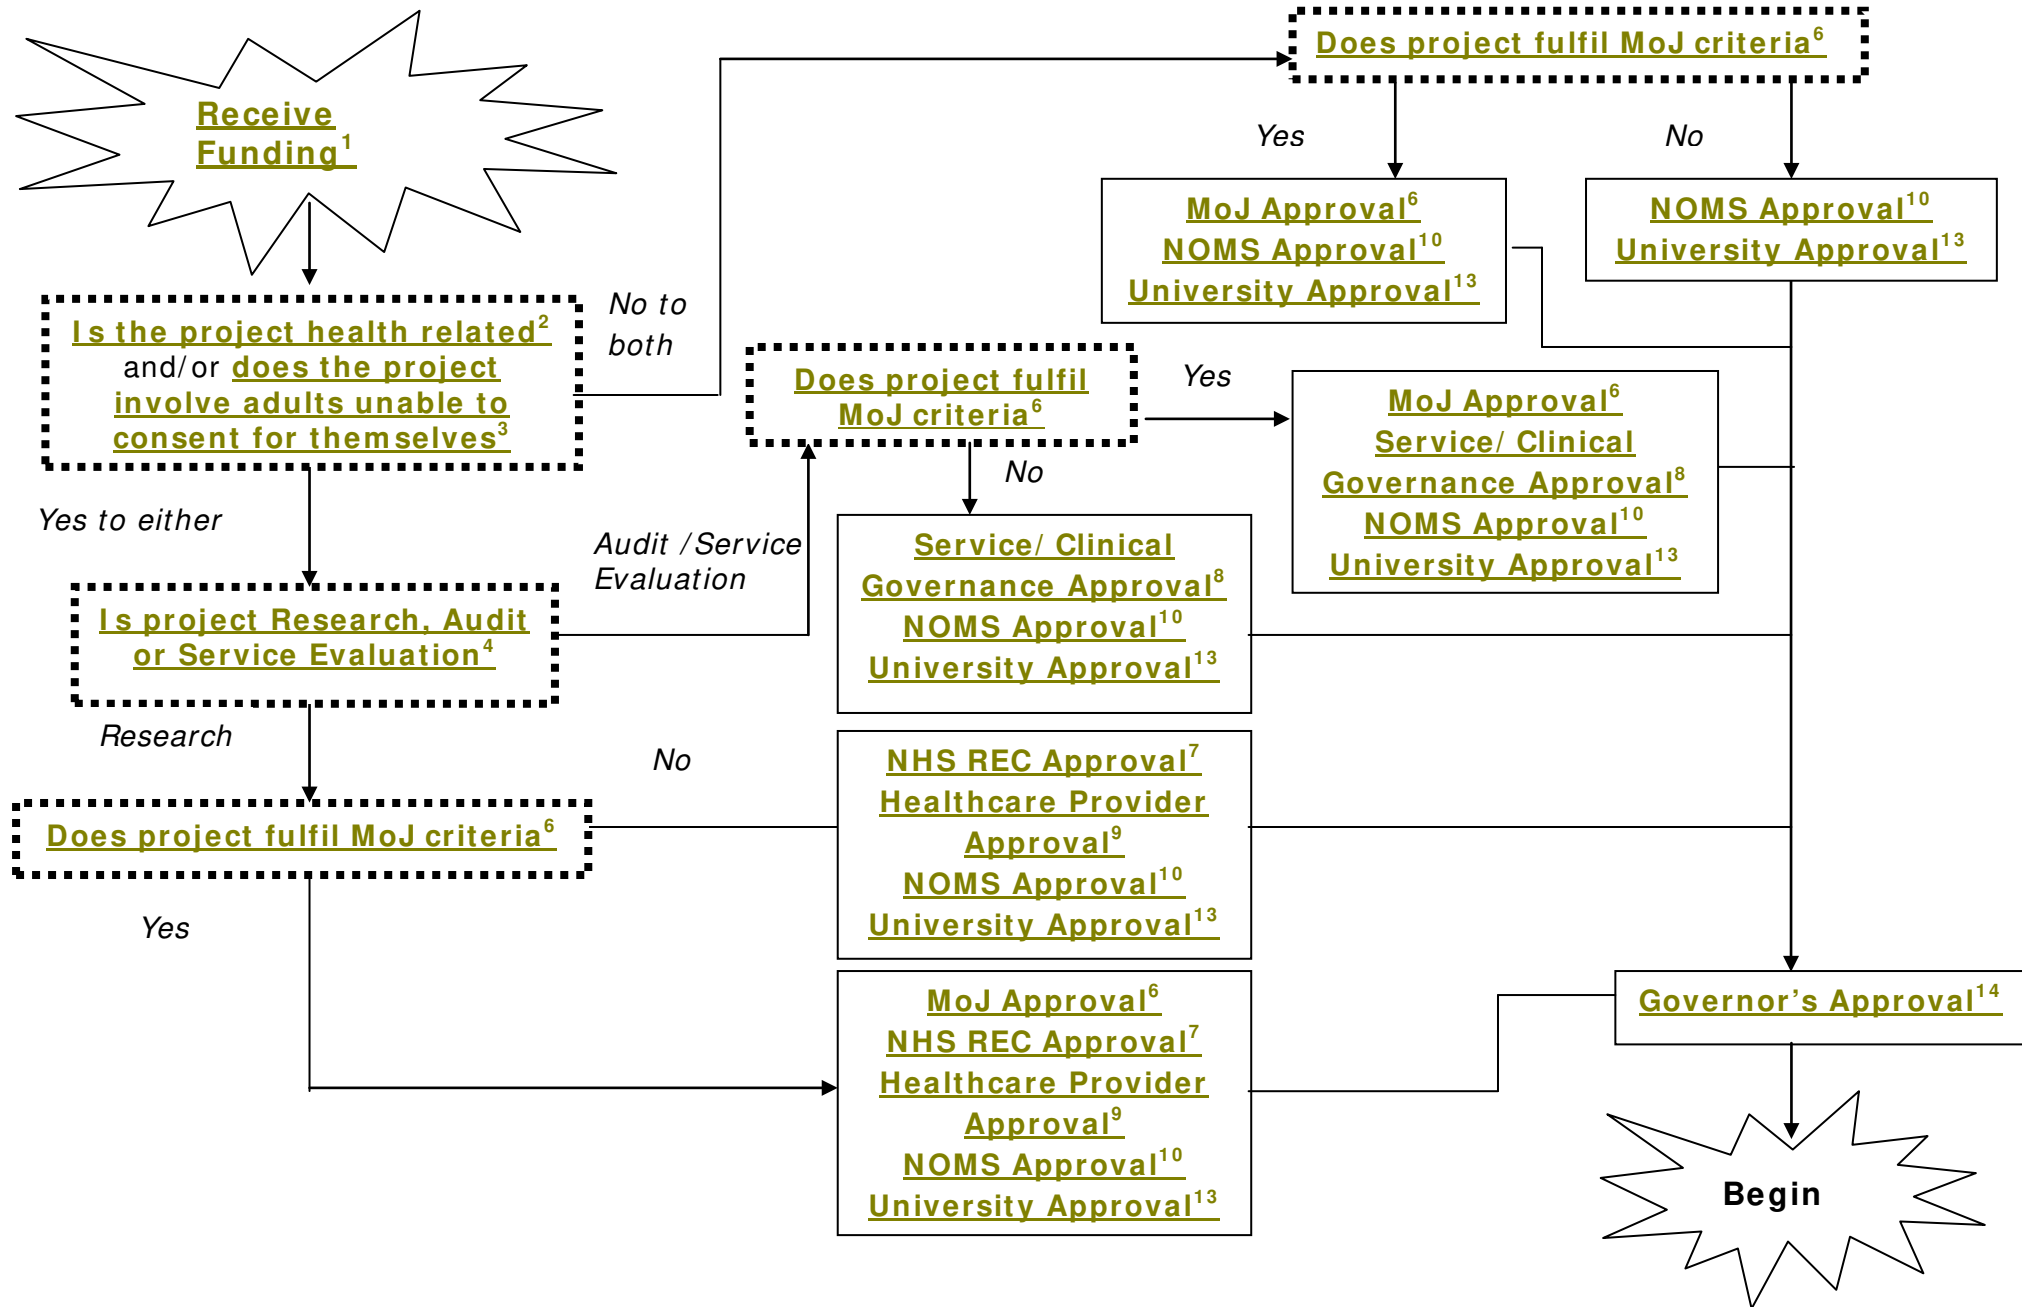 Receive
Funding1
Is the project health related2
and/or does the project
involve adults unable to
consent for themselves3
No to
both
Does project fulfil MoJ criteria6
Yes
No
MoJ Approval6
NOMS Approval10
University Approval13
NOMS Approval10
University Approval13
Yes to either
Is project Research, Audit
or Service Evaluation4
Audit /Service
Evaluation
Does project fulfil
MoJ criteria6
Yes
MoJ Approval6
Service/ Clinical
Governance Approval8
NOMS Approval10
University Approval13
No
Service/ Clinical
Governance Approval8
NOMS Approval10
University Approval13
Research
Does project fulfil MoJ criteria6
No
NHS REC Approval7
Healthcare Provider
Approval9
NOMS Approval10
University Approval13
Yes
MoJ Approval6
NHS REC Approval7
Healthcare Provider
Approval9
NOMS Approval10
University Approval13
Governor’s Approval14
Begin